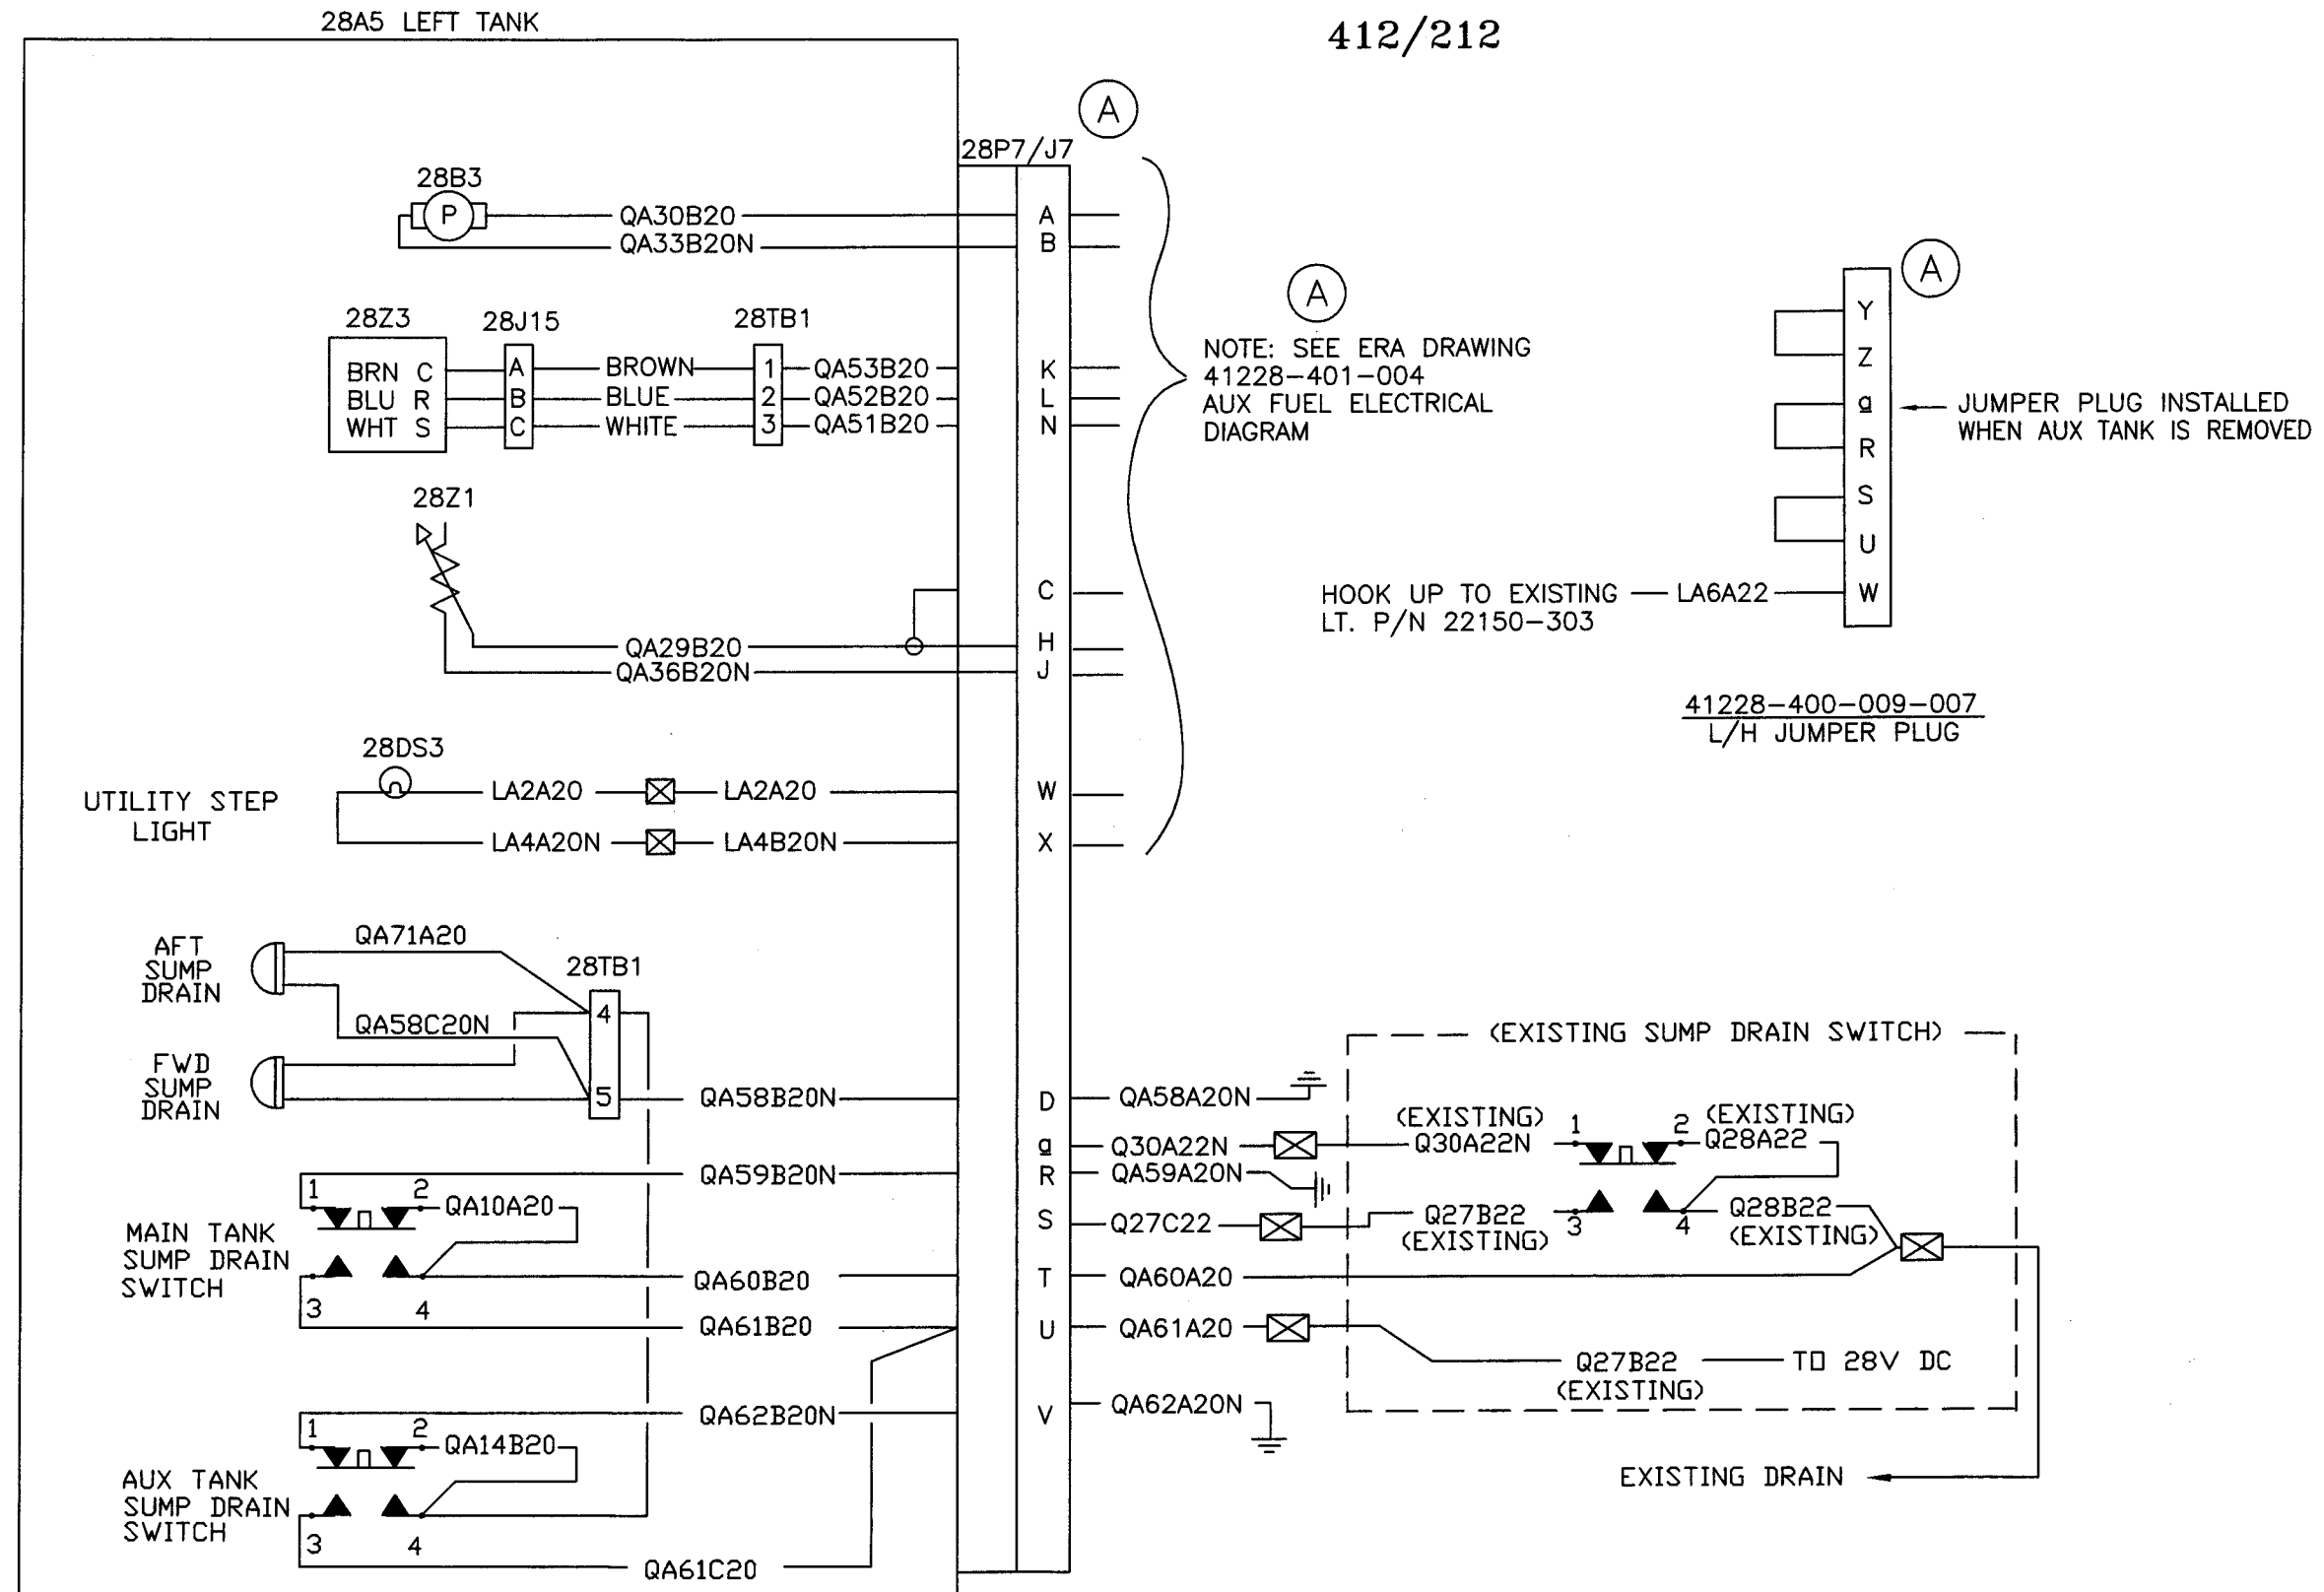 28A5 LEFT TANK
412/212
A
28P7/J7
28B3
P
QA30B20
A
QA33B20N
B
28Z3
28J15
28TB1
BRN C
A
BROWN
1
QA53B20
K
BLU R
B
BLUE
2
QA52B20
L
WHT S
C
WHITE
3
QA51B20
N
A
NOTE: SEE ERA DRAWING
41228-401-004
AUX FUEL ELECTRICAL
DIAGRAM
A
Y
Z
a
R
S
U
W
JUMPER PLUG INSTALLED
WHEN AUX TANK IS REMOVED
HOOK UP TO EXISTING
LT. P/N 22150-303
LA6A22
41228-400-009-007
L/H JUMPER PLUG
28Z1
C
QA29B20
H
QA36B20N
J
28DS3
UTILITY STEP
LIGHT
LA2A20
LA2A20
W
LA4A20N
LA4B20N
X
AFT
SUMP
DRAIN
QA71A20
28TB1
4
QA58C20N
FWD
SUMP
DRAIN
5
QA58B20N
D
QA58A20N
a
Q30A22N
QA59B20N
R
QA59A20N
MAIN TANK
SUMP DRAIN
SWITCH
1
2
QA10A20
3
4
S
Q27C22
QA60B20
T
QA60A20
QA61B20
U
QA61A20
QA62B20N
V
QA62A20N
AUX TANK
SUMP DRAIN
SWITCH
1
2
QA14B20
3
4
QA61C20
(EXISTING SUMP DRAIN SWITCH)
(EXISTING)
Q30A22N
1
2
(EXISTING)
Q28A22
Q27B22
(EXISTING)
3
4
Q28B22
(EXISTING)
Q27B22
(EXISTING)
TO 28V DC
EXISTING DRAIN